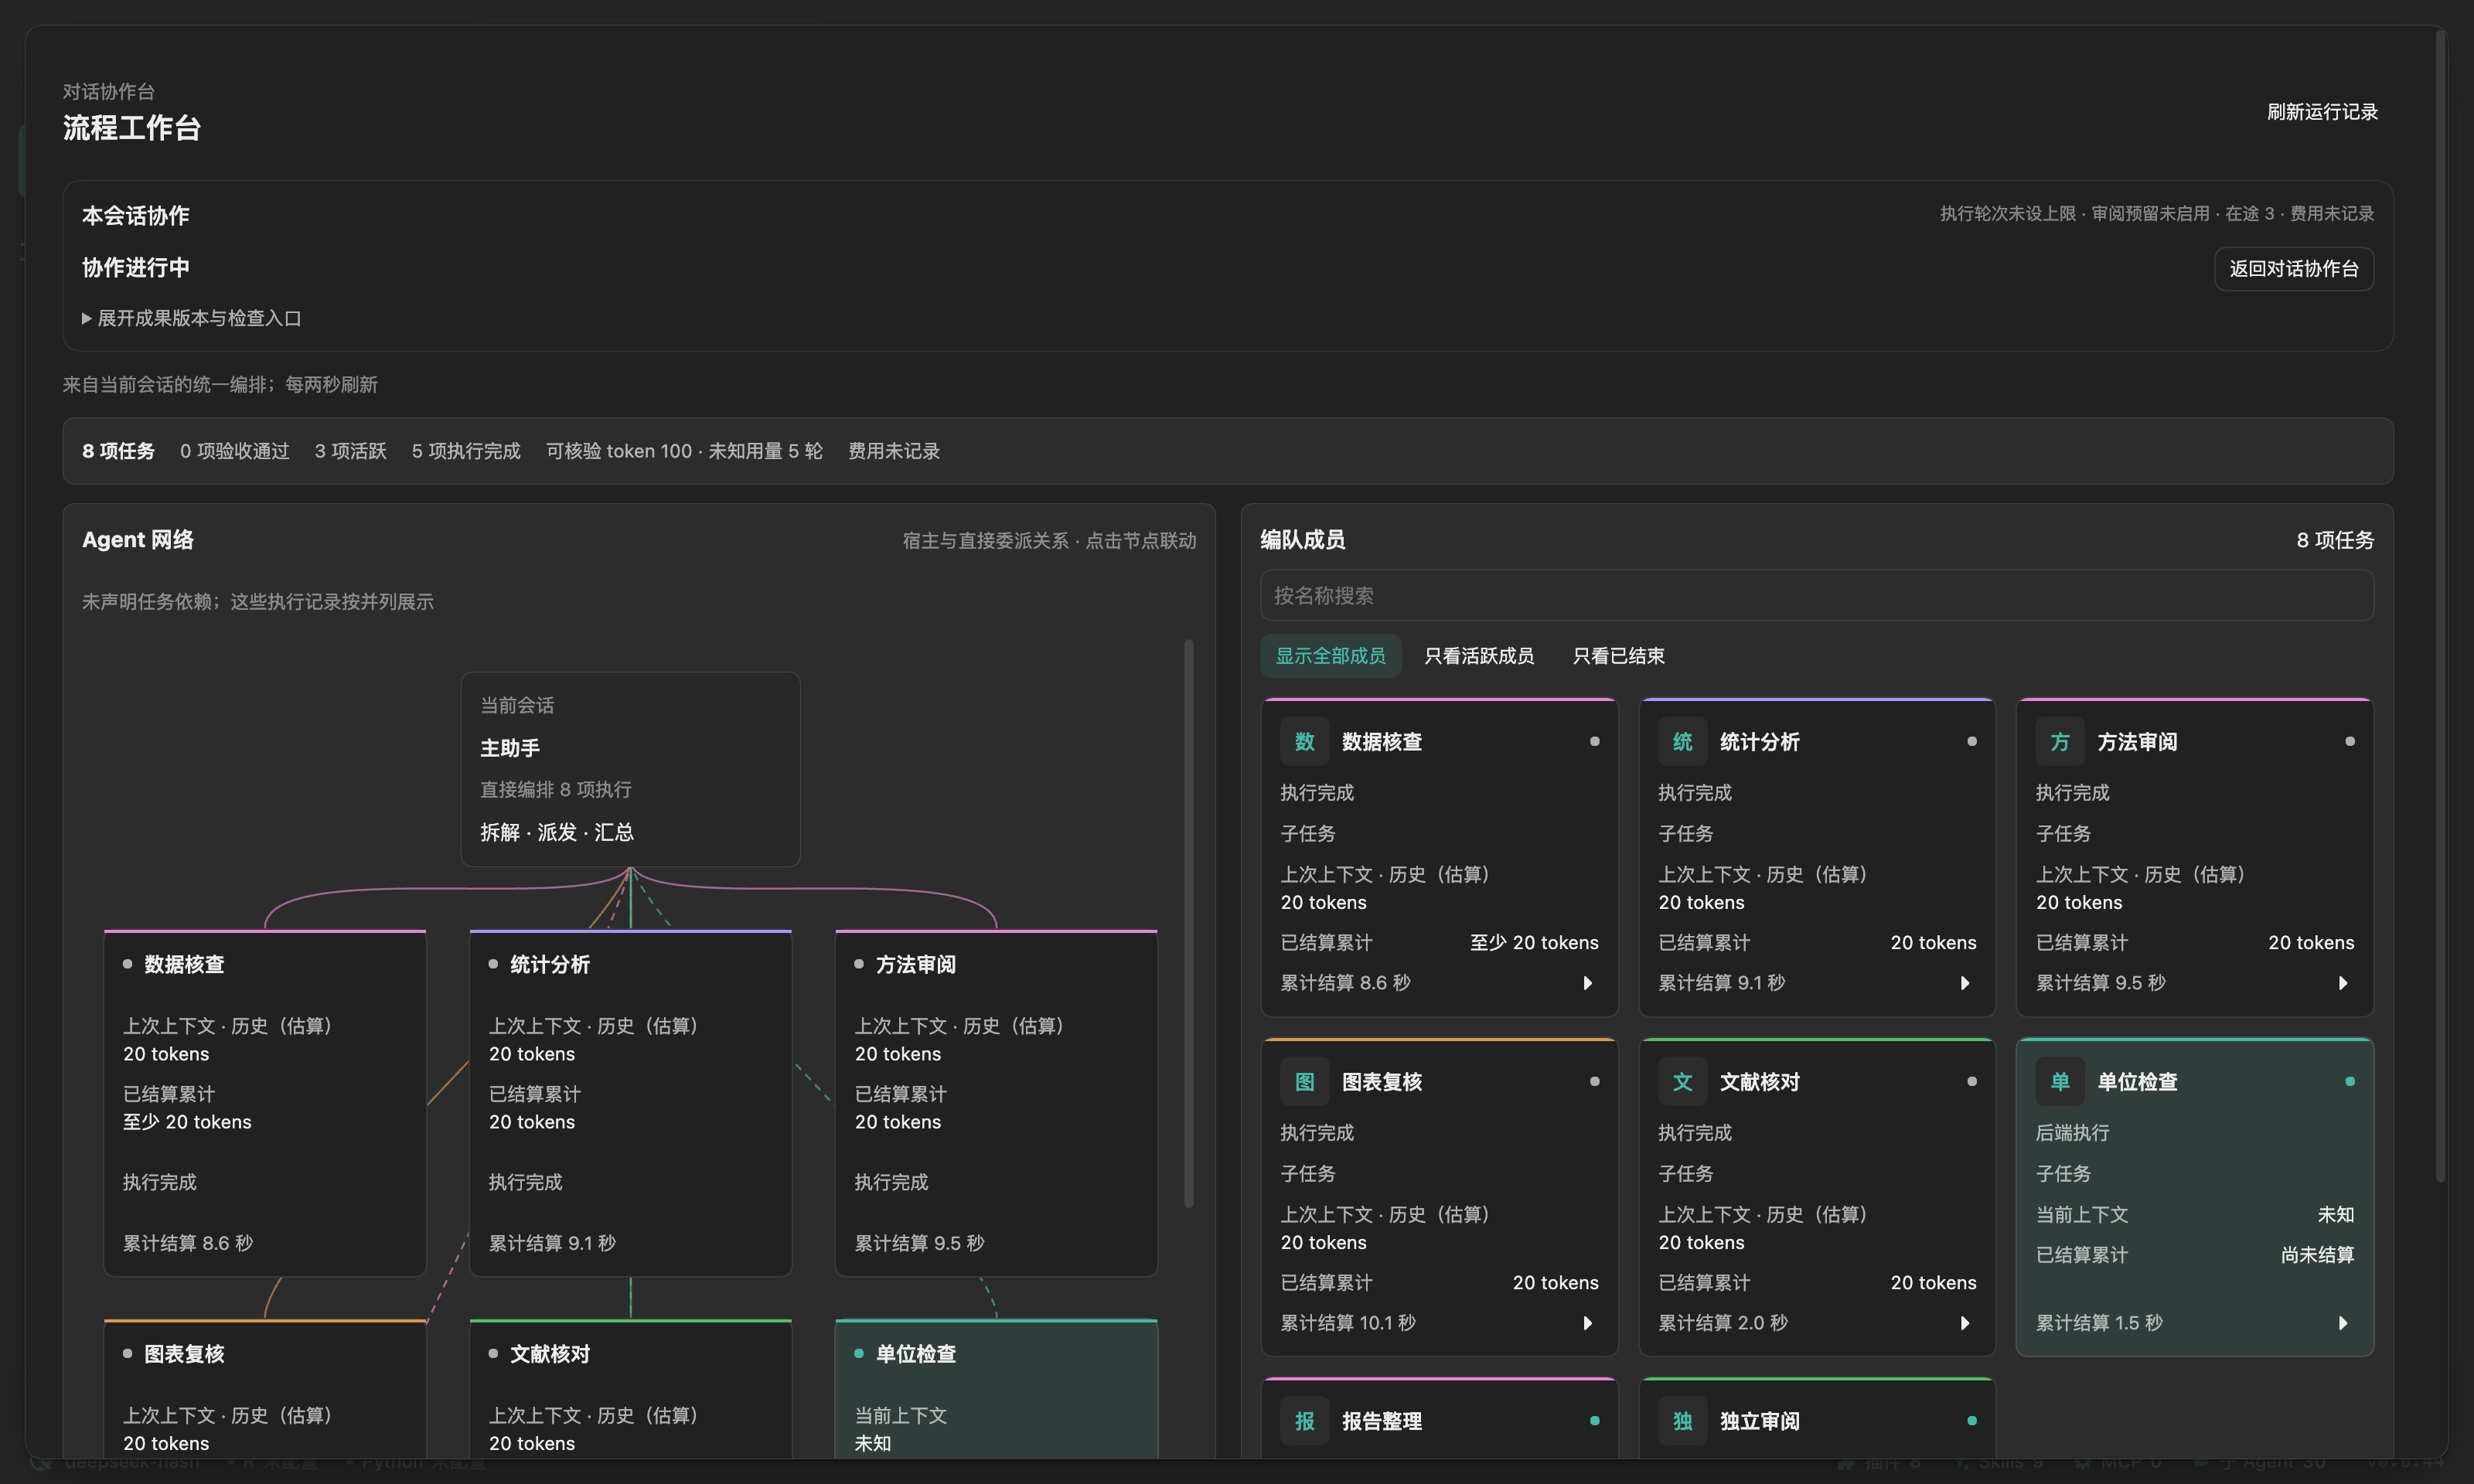 对话协作台
流程工作台
刷新运行记录
本会话协作
执行轮次未设上限 · 审阅预留未启用 · 在途 3 · 费用未记录
协作进行中
返回对话协作台
展开成果版本与检查入口
来自当前会话的统一编排；每两秒刷新
8 项任务 0 项验收通过 3 项活跃 5 项执行完成 可核验 token 100 · 未知用量 5 轮 费用未记录
Agent 网络
宿主与直接委派关系 · 点击节点联动
未声明任务依赖；这些执行记录按并列展示
当前会话
主助手
直接编排 8 项执行
拆解 · 派发 · 汇总
数据核查
上次上下文 · 历史（估算）
20 tokens
已结算累计
至少 20 tokens
执行完成
累计结算 8.6 秒
统计分析
上次上下文 · 历史（估算）
20 tokens
已结算累计
20 tokens
执行完成
累计结算 9.1 秒
方法审阅
上次上下文 · 历史（估算）
20 tokens
已结算累计
20 tokens
执行完成
累计结算 9.5 秒
图表复核
上次上下文 · 历史（估算）
20 tokens
文献核对
上次上下文 · 历史（估算）
20 tokens
单位检查
当前上下文
未知
编队成员
8 项任务
按名称搜索
显示全部成员 只看活跃成员 只看已结束
数 数据核查
执行完成
子任务
上次上下文 · 历史（估算）
20 tokens
已结算累计 至少 20 tokens
累计结算 8.6 秒
统 统计分析
执行完成
子任务
上次上下文 · 历史（估算）
20 tokens
已结算累计 20 tokens
累计结算 9.1 秒
方 方法审阅
执行完成
子任务
上次上下文 · 历史（估算）
20 tokens
已结算累计 20 tokens
累计结算 9.5 秒
图 图表复核
执行完成
子任务
上次上下文 · 历史（估算）
20 tokens
已结算累计 20 tokens
累计结算 10.1 秒
文 文献核对
执行完成
子任务
上次上下文 · 历史（估算）
20 tokens
已结算累计 20 tokens
累计结算 2.0 秒
单 单位检查
后端执行
子任务
当前上下文 未知
已结算累计 尚未结算
累计结算 1.5 秒
报 报告整理
独 独立审阅